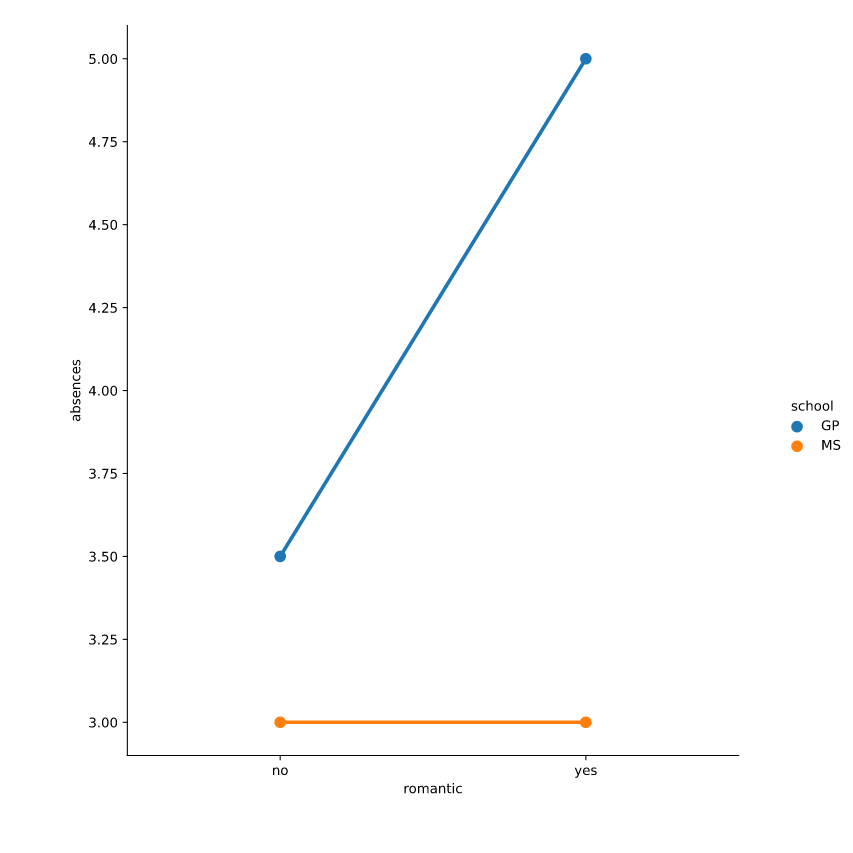 5.00
4.75
4.50
4.25
4.00
3.75
3.50
3.25
3.00
absences
no yes
romantic
school
GP
MS